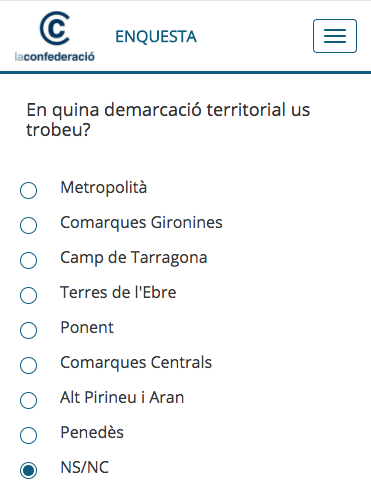 laconfederació
ENQUESTA
En quina demarcació territorial us
trobeu?
Metropolità
Comarques Gironines
Camp de Tarragona
Terres de l'Ebre
Ponent
Comarques Centrals
Alt Pirineu i Aran
Penedès
NS/NC